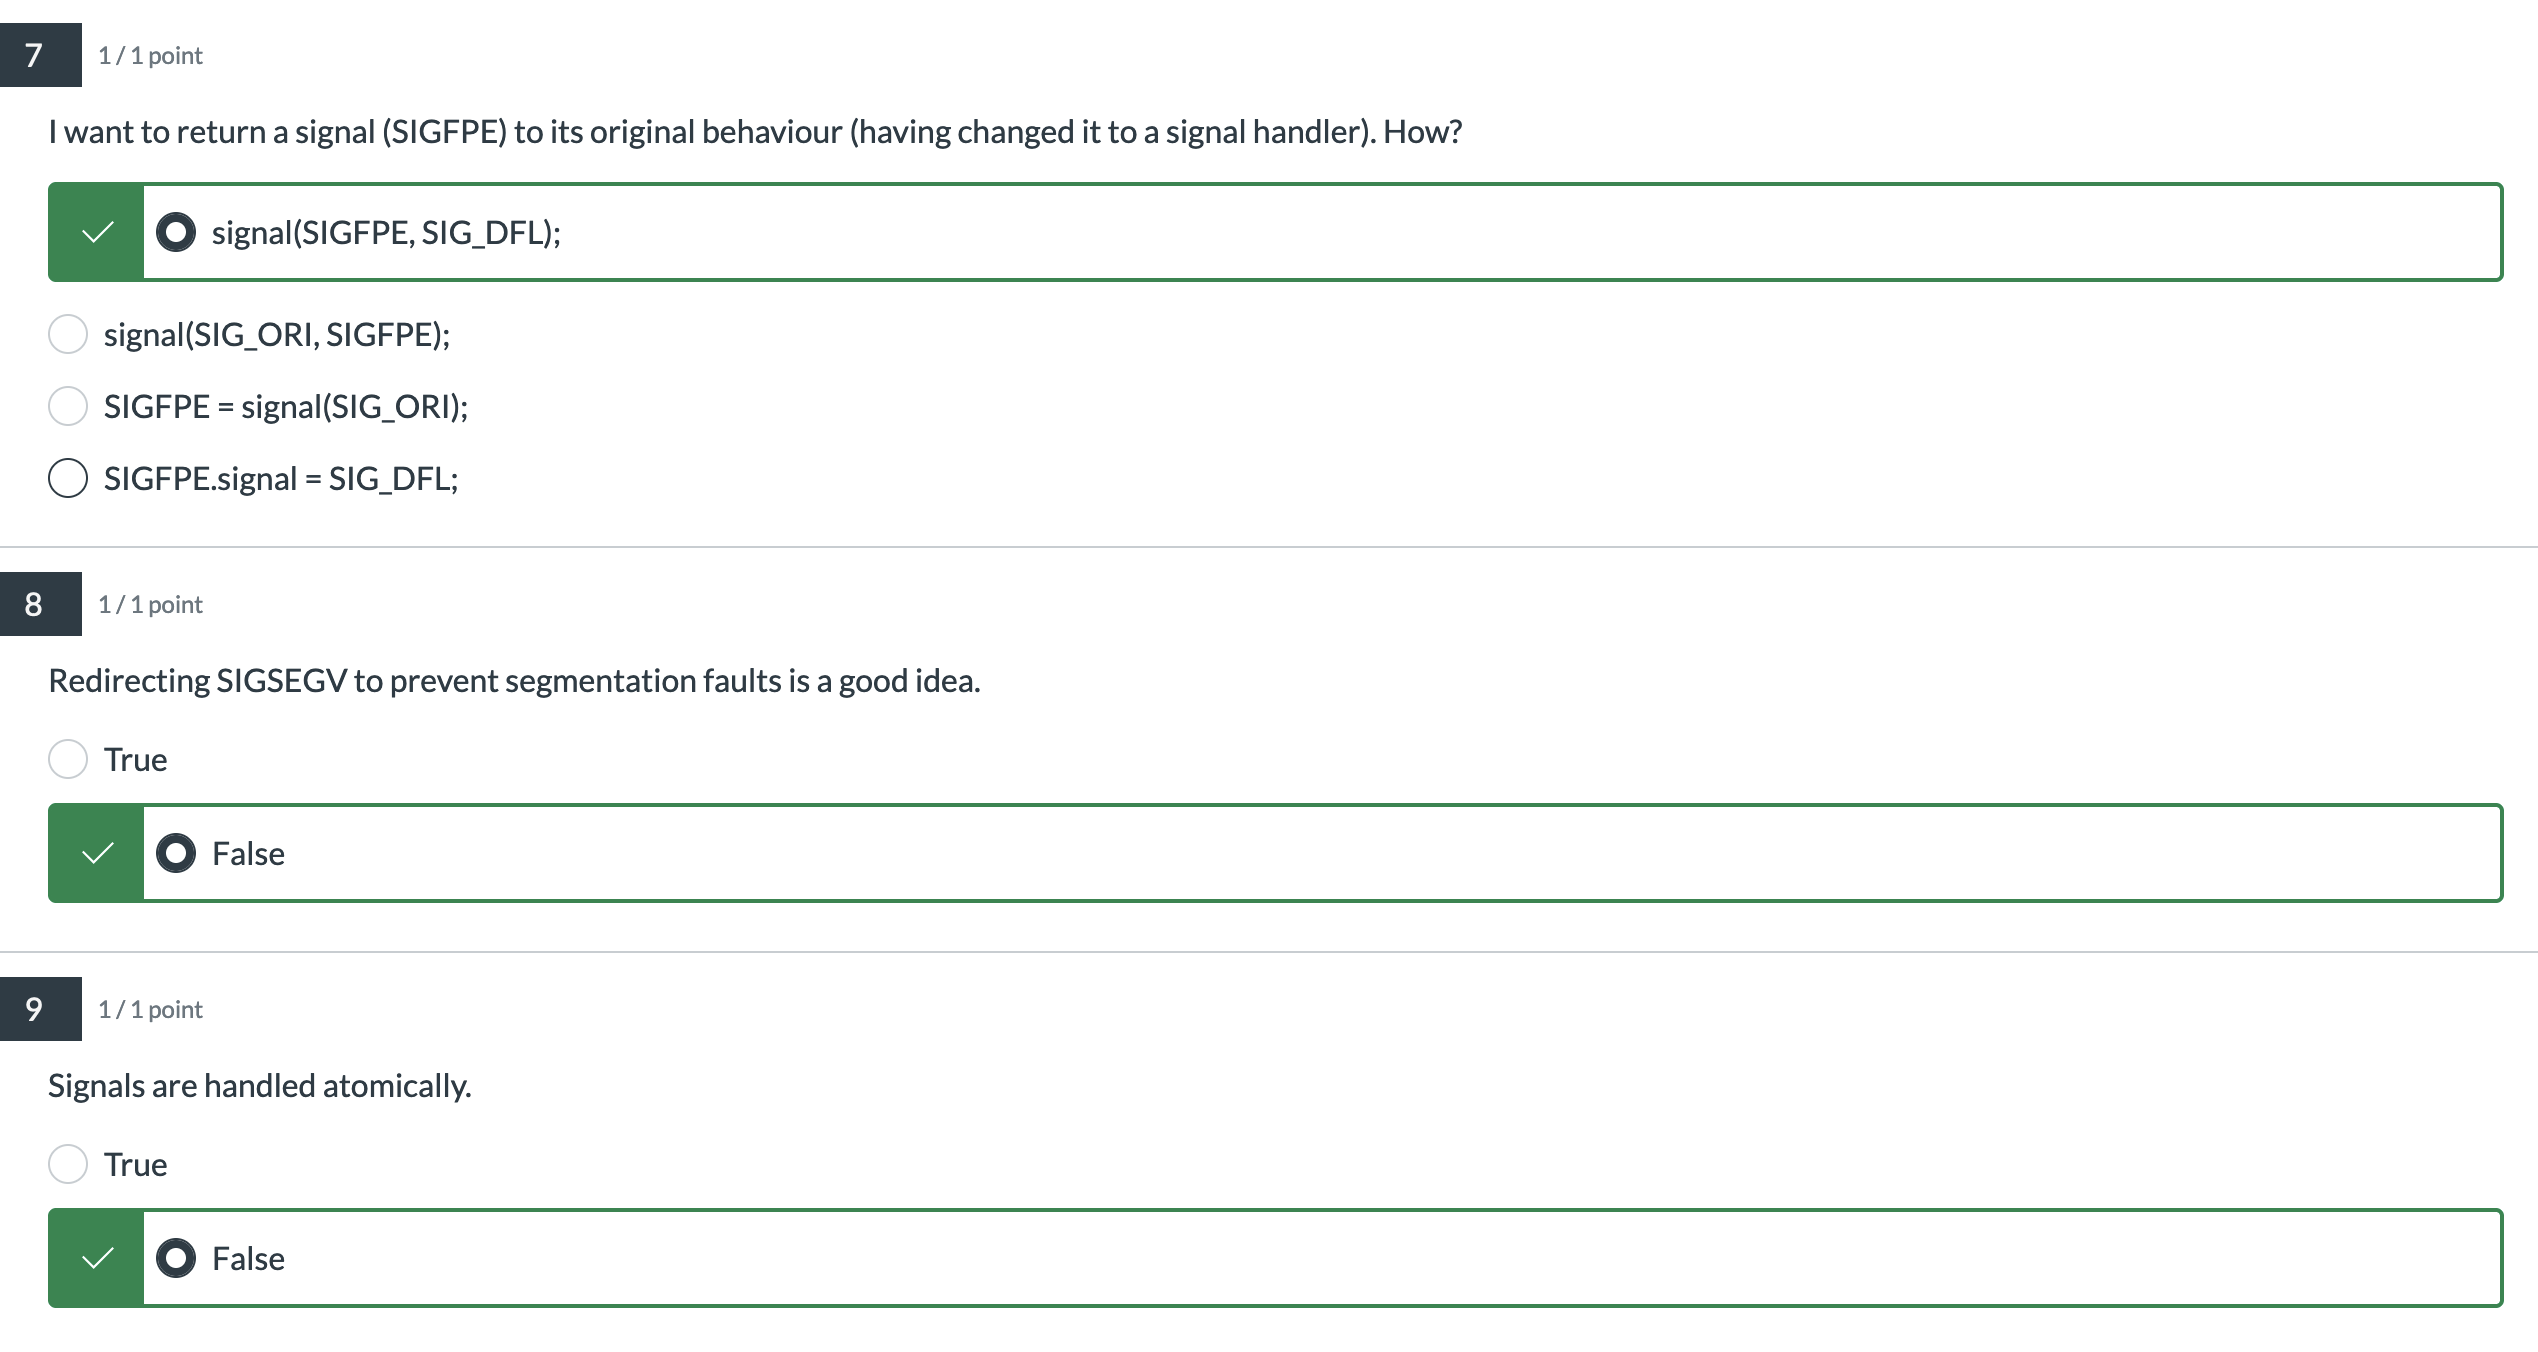 7
1 / 1 point
I want to return a signal (SIGFPE) to its original behaviour (having changed it to a signal handler). How?
signal(SIGFPE, SIG_DFL);
signal(SIG_ORI, SIGFPE);
SIGFPE = signal(SIG_ORI);
SIGFPE.signal = SIG_DFL;
8
1 / 1 point
Redirecting SIGSEGV to prevent segmentation faults is a good idea.
True
False
9
1 / 1 point
Signals are handled atomically.
True
False